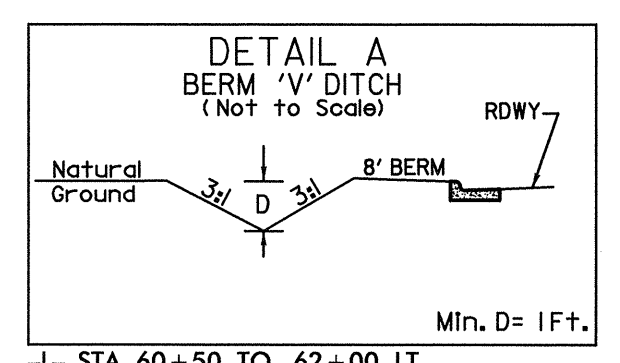 DETAIL A
BERM 'V' DITCH
(Not to Scale)
RDWY
Natural
Ground
3:1
D
3:1
8' BERM
Min. D= 1Ft.
-L- STA 60+50 TO 62+00 LT